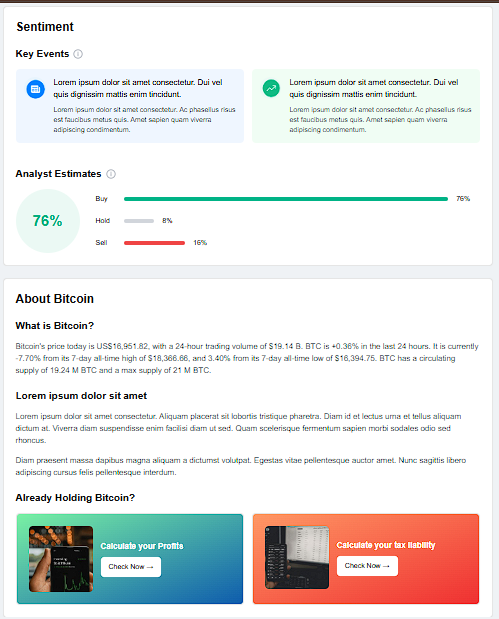 Sentiment
Key Events
Lorem ipsum dolor sit amet consectetur. Dui vel
quis dignissim mattis enim tincidunt.
Lorem ipsum dolor sit amet consectetur. Ac phasellus risus
est faucibus metus quis. Amet sapien quam viverra
adipiscing condimentum.
Lorem ipsum dolor sit amet consectetur. Dui vel
quis dignissim mattis enim tincidunt.
Lorem ipsum dolor sit amet consectetur. Ac phasellus risus
est faucibus metus quis. Amet sapien quam viverra
adipiscing condimentum.
Analyst Estimates
76%
Buy 76%
Hold 8%
Sell 16%
About Bitcoin
What is Bitcoin?
Bitcoin's price today is US$16,951.82, with a 24-hour trading volume of $19.14 B. BTC is +0.36% in the last 24 hours. It is currently
-7.70% from its 7-day all-time high of $18,366.66, and 3.40% from its 7-day all-time low of $16,394.75. BTC has a circulating
supply of 19.24 M BTC and a max supply of 21 M BTC.
Lorem ipsum dolor sit amet
Lorem ipsum dolor sit amet consectetur. Aliquam placerat sit lobortis tristique pharetra. Diam id et lectus urna et tellus aliquam
dictum at. Viverra diam suspendisse enim facilisi diam ut sed. Quam scelerisque fermentum sapien morbi sodales odio sed
rhoncus.
Diam praesent massa dapibus magna aliquam a dictumst volutpat. Egestas vitae pellentesque auctor amet. Nunc sagittis libero
adipiscing cursus felis pellentesque interdum.
Already Holding Bitcoin?
Calculate your Profits
Check Now →
Calculate your tax liability
Check Now →